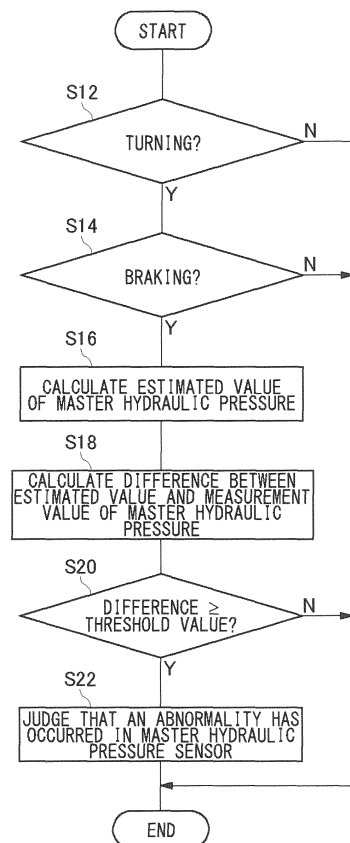 START
S12
TURNING?
N
Y
S14
BRAKING?
N
Y
S16
CALCULATE ESTIMATED VALUE
OF MASTER HYDRAULIC PRESSURE
S18
CALCULATE DIFFERENCE BETWEEN
ESTIMATED VALUE AND MEASUREMENT
VALUE OF MASTER HYDRAULIC
PRESSURE
S20
DIFFERENCE ≥
THRESHOLD VALUE?
N
Y
S22
JUDGE THAT AN ABNORMALITY HAS
OCCURRED IN MASTER HYDRAULIC
PRESSURE SENSOR
END